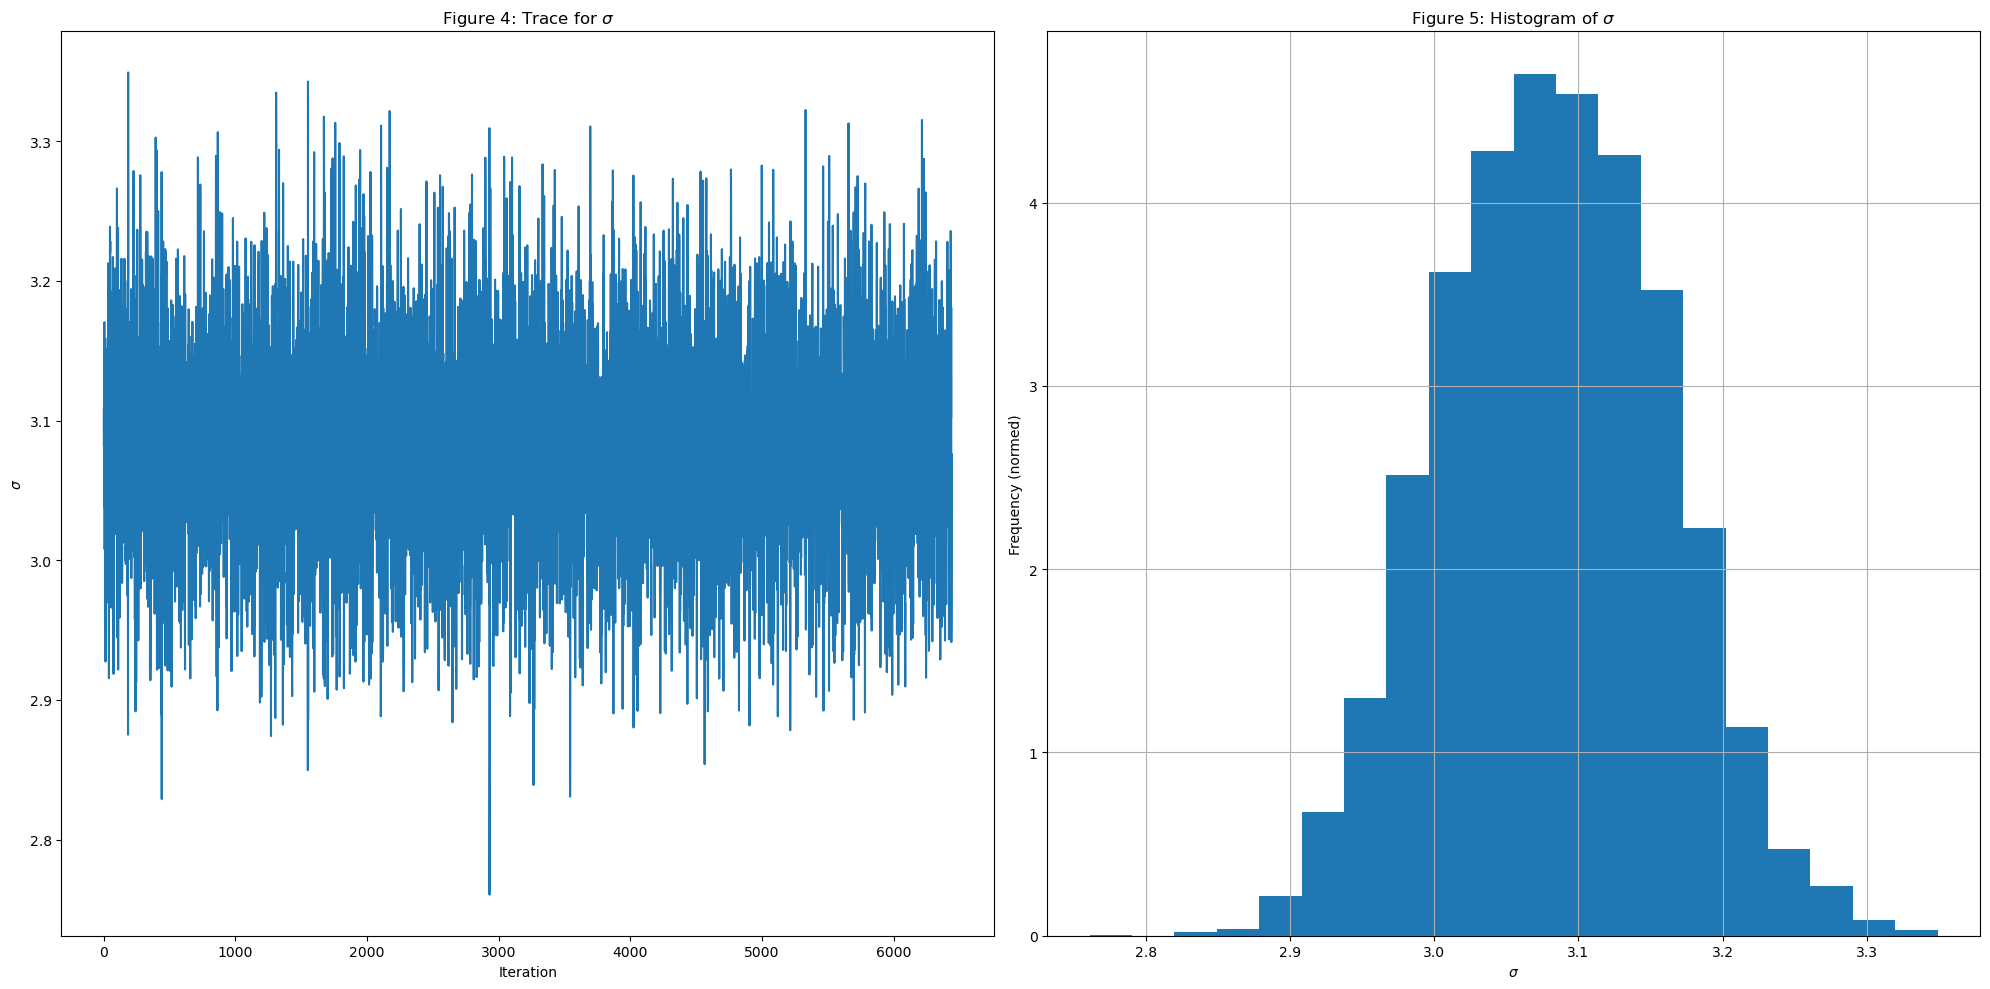 Figure 4: Trace for σ
3.3
3.2
3.1
3.0
2.9
2.8
σ
0 1000 2000 3000 4000 5000 6000
Iteration
Figure 5: Histogram of σ
4
3
2
1
0
Frequency (normed)
2.8 2.9 3.0 3.1 3.2 3.3
σ